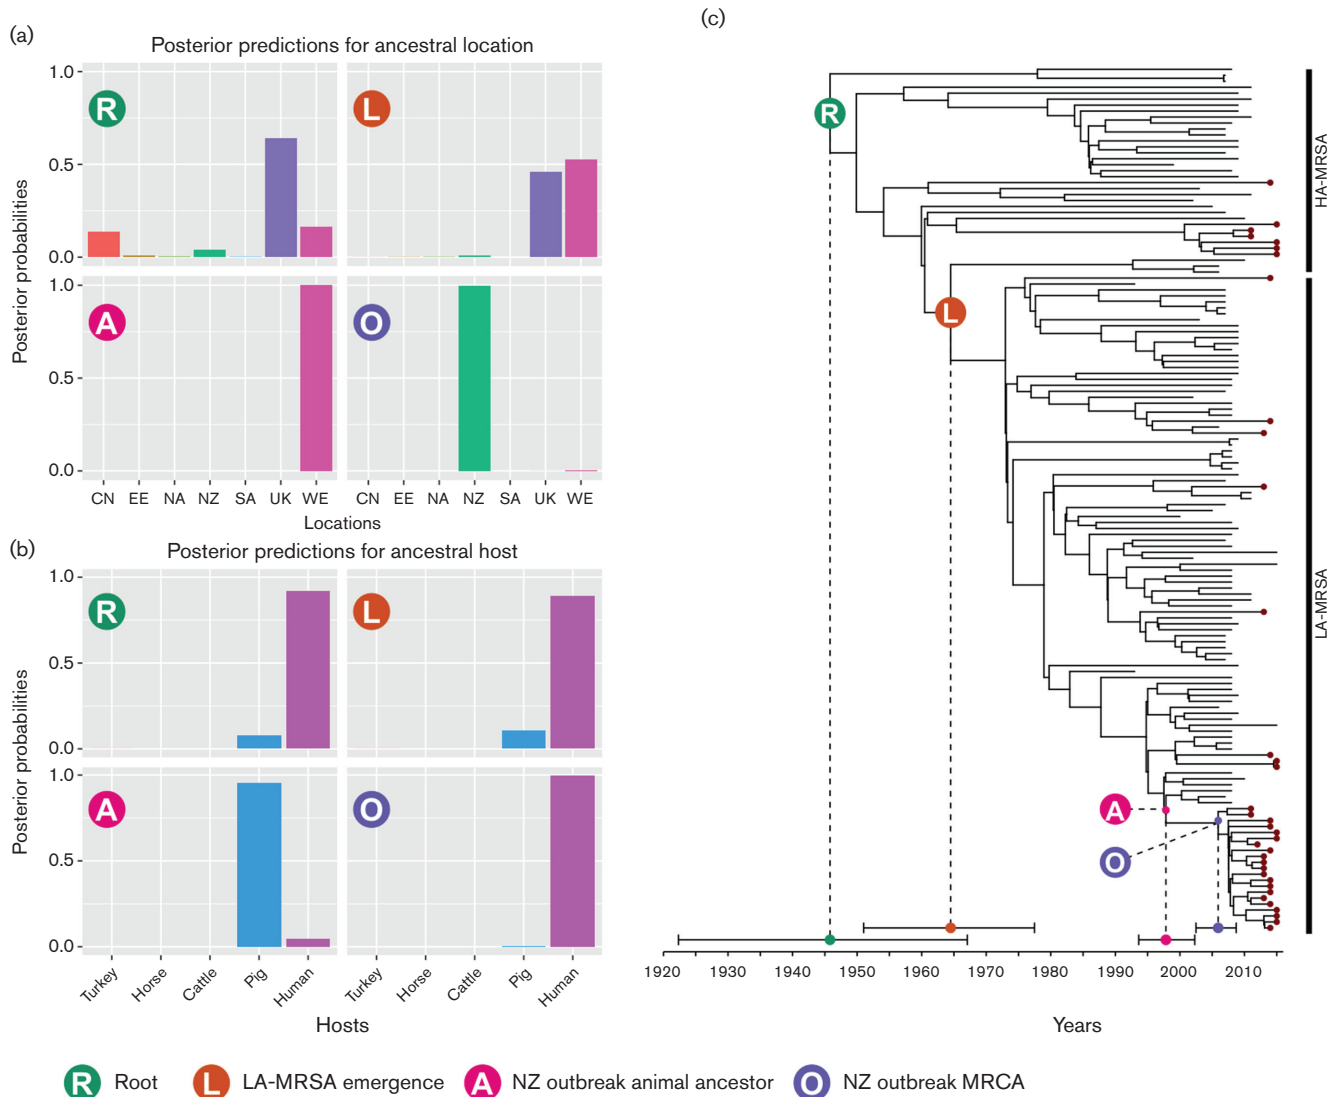 (a)
Posterior predictions for ancestral location
1.0
0.5
0.0
R
L
1.0
0.5
0.0
A
O
Posterior probabilities
CN EE NA NZ SA UK WE
CN EE NA NZ SA UK WE
Locations
(b)
Posterior predictions for ancestral host
1.0
0.5
0.0
R
L
1.0
0.5
0.0
A
O
Posterior probabilities
Turkey Horse Cattle Pig Human
Turkey Horse Cattle Pig Human
Hosts
(c)
R
L
A
O
HA-MRSA
LA-MRSA
1920 1930 1940 1950 1960 1970 1980 1990 2000 2010
Years
R Root
L LA-MRSA emergence
A NZ outbreak animal ancestor
O NZ outbreak MRCA